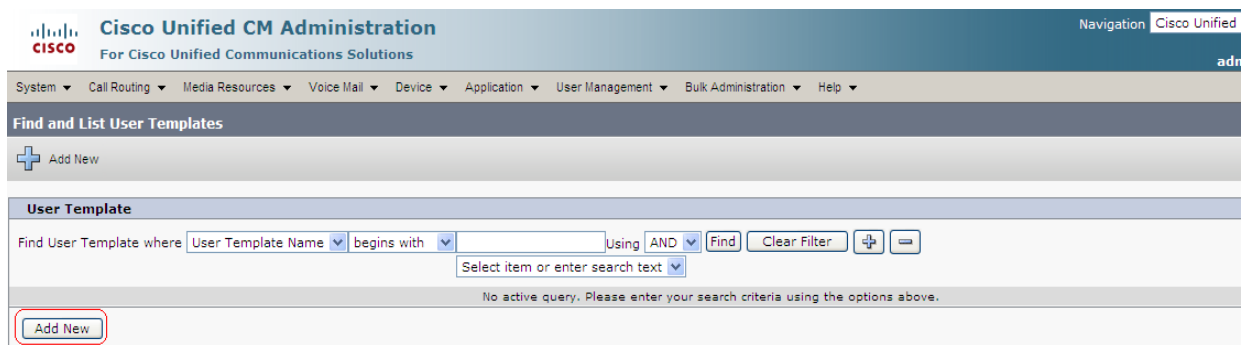 Cisco Unified CM Administration
Navigation Cisco Unified
CISCO
For Cisco Unified Communications Solutions
adn
System Call Routing Media Resources Voice Mail Device Application User Management Bulk Administration Help
Find and List User Templates
Add New
User Template
Find User Template where User Template Name begins with Using AND Find Clear Filter
Select item or enter search text
No active query. Please enter your search criteria using the options above.
Add New